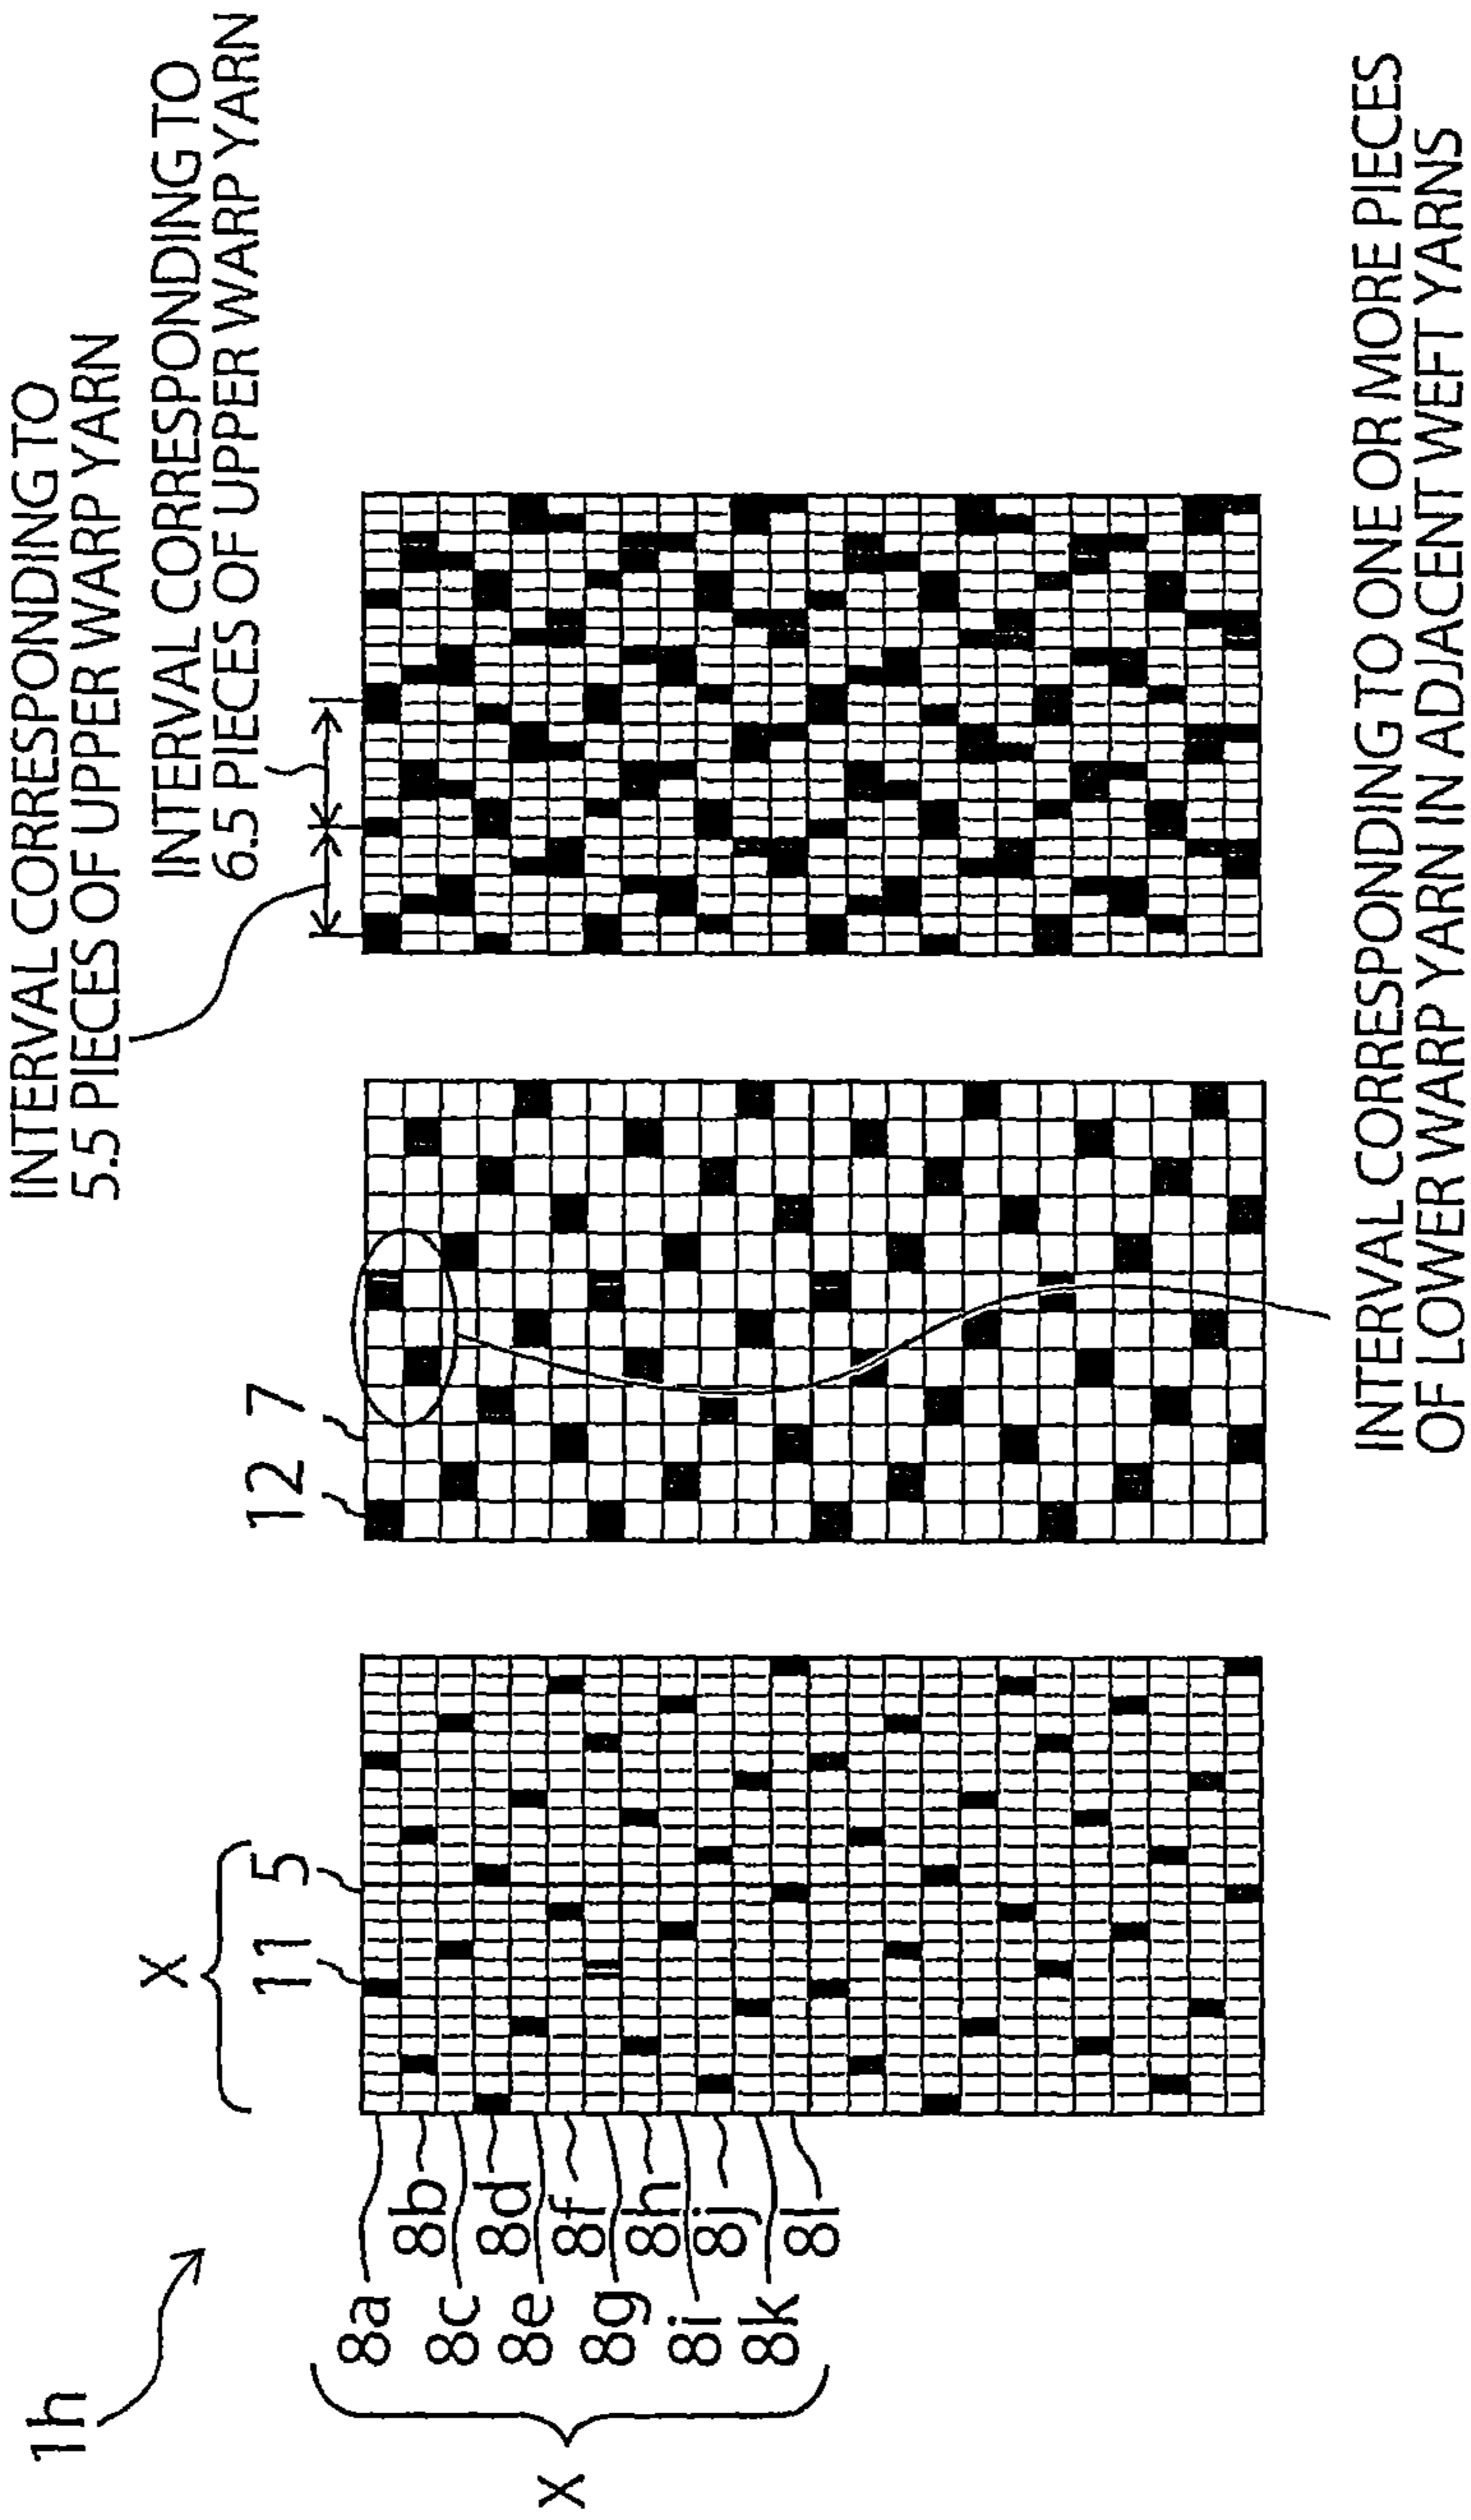 1h
X
11 5
12 7
INTERVAL CORRESPONDING TO
5.5 PIECES OF UPPER WARP YARN
INTERVAL CORRESPONDING TO
6.5 PIECES OF UPPER WARP YARN
X
8a
8b
8c
8d
8e
8f
8g
8h
8i
8j
8k
8l
INTERVAL CORRESPONDING TO ONE OR MORE PIECES
OF LOWER WARP YARN IN ADJACENT WEFT YARNS